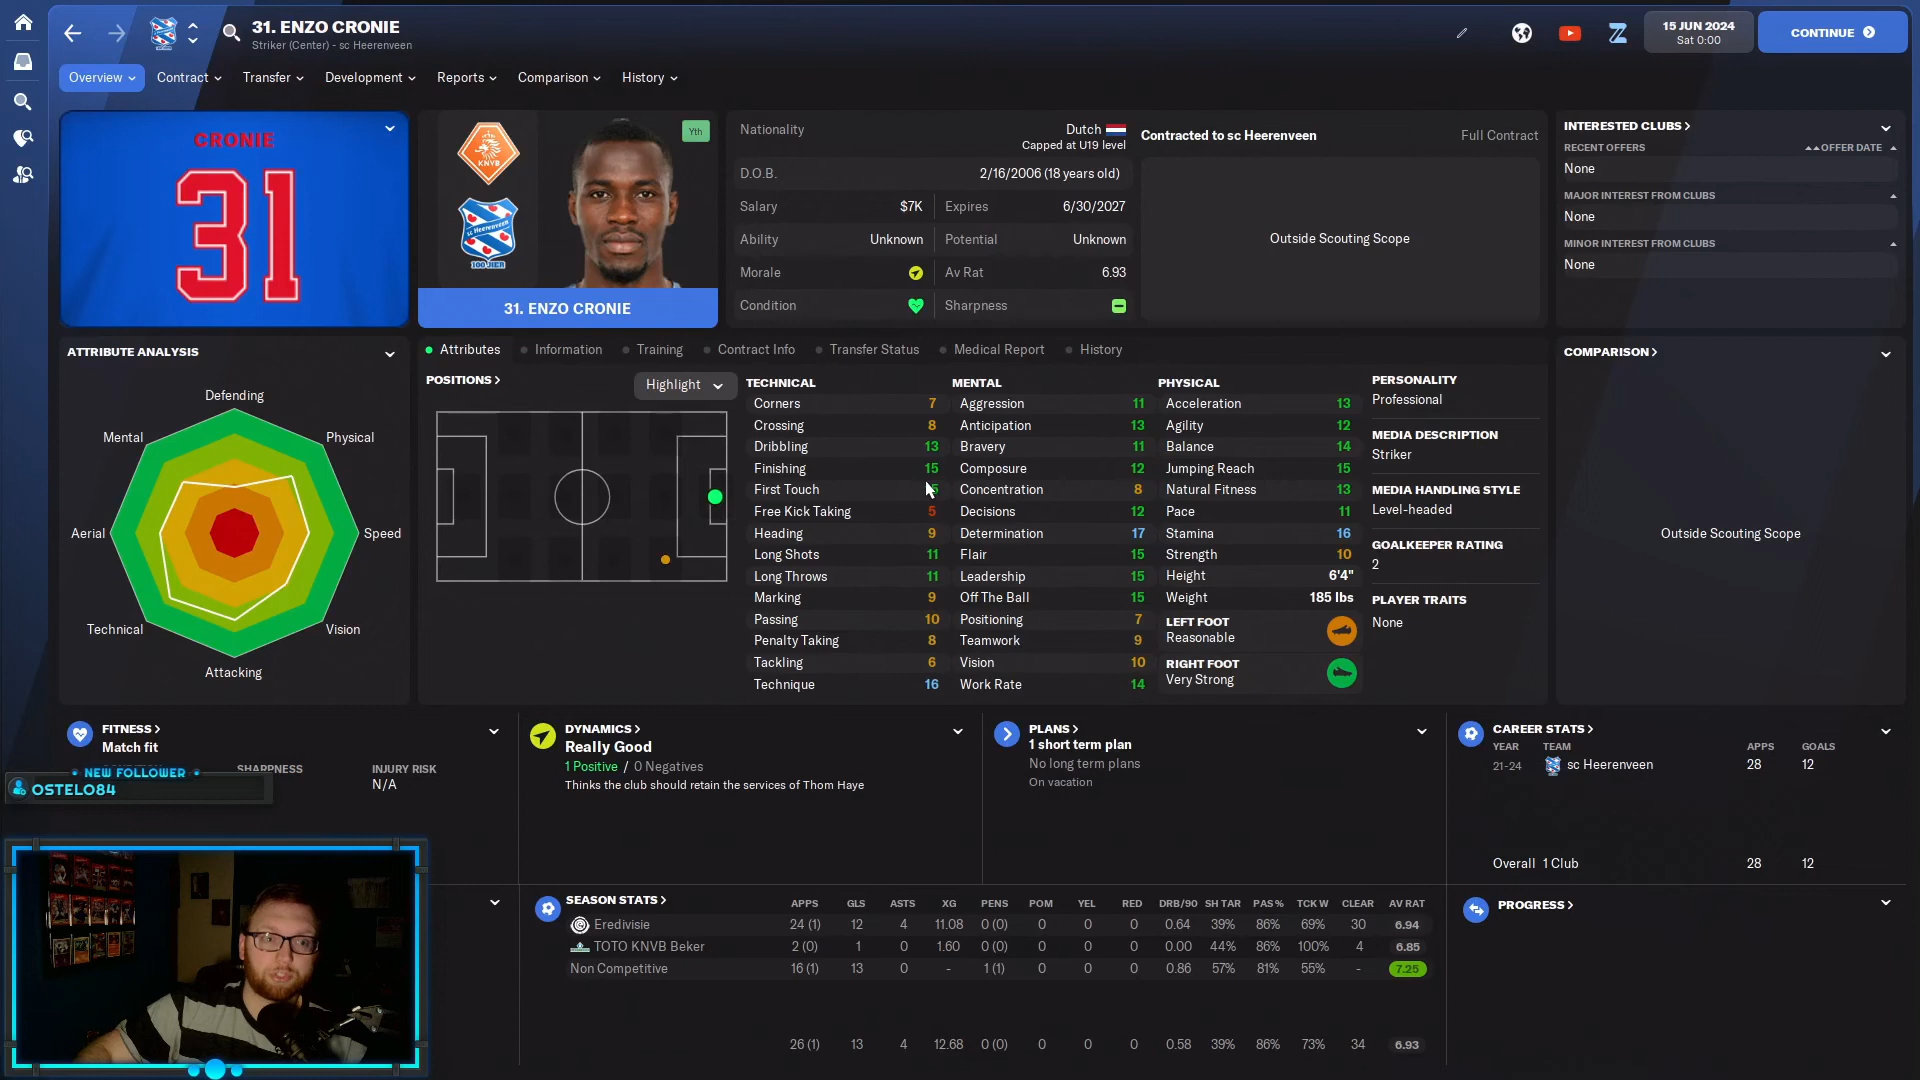 31. ENZO CRONIE
Striker (Center) - sc Heerenveen
15 JUN 2024
Sat 0:00
CONTINUE
Overview
Contract
Transfer
Development
Reports
Comparison
History
CRONIE
31
KNVB
100 JIER
Yth
31. ENZO CRONIE
Nationality
Dutch
Capped at U19 level
D.O.B.
2/16/2006 (18 years old)
Salary $7K
Expires 6/30/2027
Ability Unknown
Potential Unknown
Morale
Av Rat 6.93
Condition
Sharpness
Contracted to sc Heerenveen
Full Contract
Outside Scouting Scope
INTERESTED CLUBS >
RECENT OFFERS
OFFER DATE
None
MAJOR INTEREST FROM CLUBS
None
MINOR INTEREST FROM CLUBS
None
ATTRIBUTE ANALYSIS
Defending
Physical
Speed
Vision
Attacking
Technical
Aerial
Mental
Attributes
Information
Training
Contract Info
Transfer Status
Medical Report
History
POSITIONS >
Highlight
TECHNICAL
Corners 7
Crossing 8
Dribbling 13
Finishing 15
First Touch
Free Kick Taking 5
Heading 9
Long Shots 11
Long Throws 11
Marking 9
Passing 10
Penalty Taking 8
Tackling 6
Technique 16
MENTAL
Aggression 11
Anticipation 13
Bravery 11
Composure 12
Concentration 8
Decisions 12
Determination 17
Flair 15
Leadership 15
Off The Ball 15
Positioning 7
Teamwork 9
Vision 10
Work Rate 14
PHYSICAL
Acceleration 13
Agility 12
Balance 14
Jumping Reach 15
Natural Fitness 13
Pace 11
Stamina 16
Strength 10
Height 6'4"
Weight 185 lbs
LEFT FOOT
Reasonable
RIGHT FOOT
Very Strong
PERSONALITY
Professional
MEDIA DESCRIPTION
Striker
MEDIA HANDLING STYLE
Level-headed
GOALKEEPER RATING
2
PLAYER TRAITS
None
COMPARISON >
Outside Scouting Scope
FITNESS >
Match fit
SHARPNESS
INJURY RISK
N/A
NEW FOLLOWER
OSTELO84
DYNAMICS >
Really Good
1 Positive / 0 Negatives
Thinks the club should retain the services of Thom Haye
PLANS >
1 short term plan
No long term plans
On vacation
CAREER STATS >
YEAR TEAM APPS GOALS
21-24 sc Heerenveen 28 12
Overall 1 Club 28 12
SEASON STATS >
APPS GLS ASTS XG PENS POM YEL RED DRB/90 SH TAR PAS % TCK W CLEAR AV RAT
Eredivisie 24 (1) 12 4 11.08 0 (0) 0 0 0 0.64 39% 86% 69% 30 6.94
TOTO KNVB Beker 2 (0) 1 0 1.60 0 (0) 0 0 0 0.00 44% 86% 100% 4 6.85
Non Competitive 16 (1) 13 0 - 1 (1) 0 0 0 0.86 57% 81% 55% - 7.25
26 (1) 13 4 12.68 0 (0) 0 0 0 0.58 39% 86% 73% 34 6.93
PROGRESS >